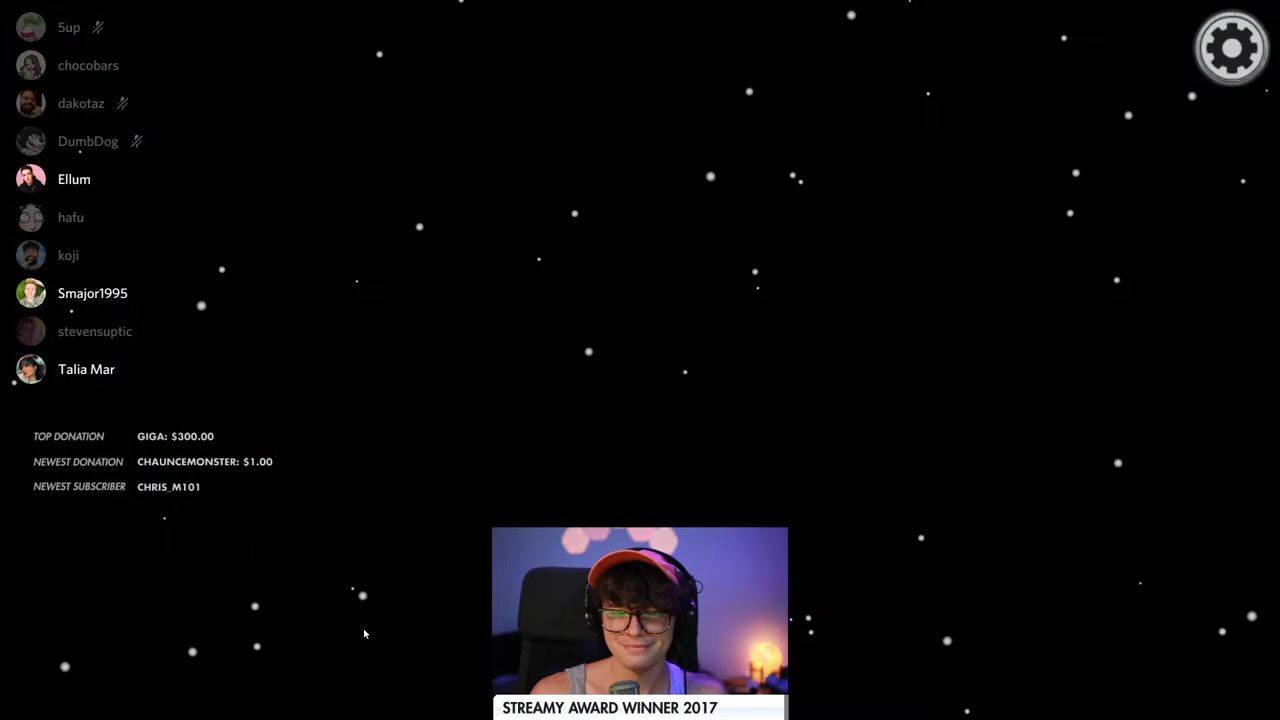 5up
chocobars
dakotaz
DumbDog
Ellum
hafu
koji
Smajor1995
stevensuptic
Talia Mar
TOP DONATION GIGA: $300.00
NEWEST DONATION CHAUNCEMONSTER: $1.00
NEWEST SUBSCRIBER CHRIS_M101
STREAMY AWARD WINNER 2017